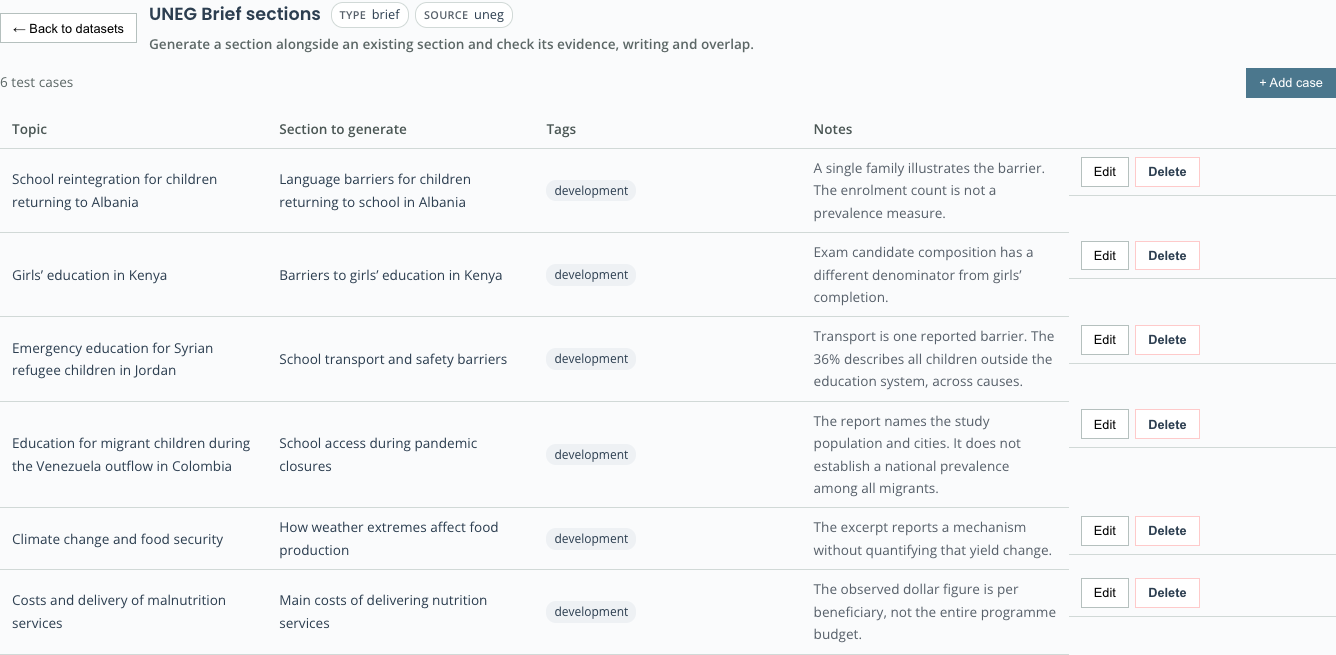 ← Back to datasets
UNEG Brief sections TYPE brief SOURCE uneg
Generate a section alongside an existing section and check its evidence, writing and overlap.
6 test cases
+ Add case
Topic Section to generate Tags Notes
School reintegration for children
returning to Albania
Language barriers for children
returning to school in Albania
development
A single family illustrates the barrier.
The enrolment count is not a
prevalence measure.
Edit Delete
Girls’ education in Kenya
Barriers to girls’ education in Kenya
development
Exam candidate composition has a
different denominator from girls’
completion.
Edit Delete
Emergency education for Syrian
refugee children in Jordan
School transport and safety barriers
development
Transport is one reported barrier. The
36% describes all children outside the
education system, across causes.
Edit Delete
Education for migrant children during
the Venezuela outflow in Colombia
School access during pandemic
closures
development
The report names the study
population and cities. It does not
establish a national prevalence
among all migrants.
Edit Delete
Climate change and food security
How weather extremes affect food
production
development
The excerpt reports a mechanism
without quantifying that yield change.
Edit Delete
Costs and delivery of malnutrition
services
Main costs of delivering nutrition
services
development
The observed dollar figure is per
beneficiary, not the entire programme
budget.
Edit Delete